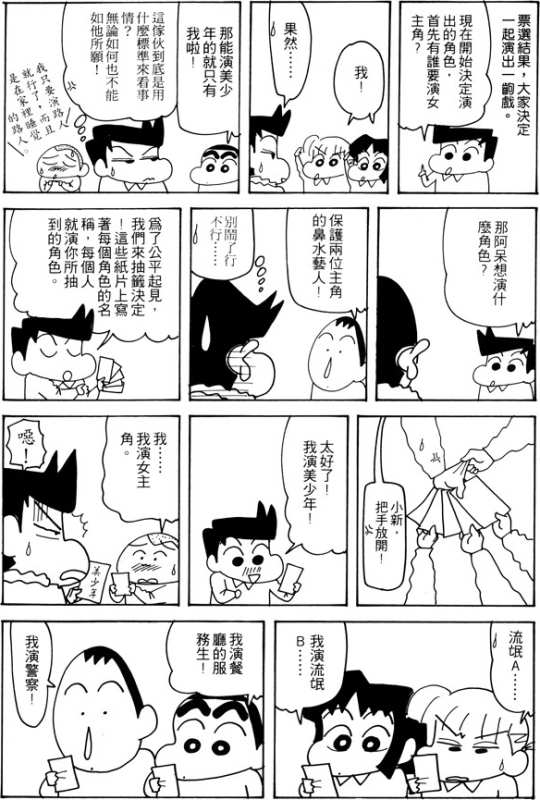 票選結果，大家決定
一起演出一齣戲。
現在開始決定演
出的角色，
首先有誰要演女
主角？
我！
果然……
那能演美少
年的就只有
我啦！
這傢伙到底是用
什麼標準來看事
情？
無論如何也不能
如他所願！
我只要演路人
就行了，而且
是在家裡睡覺
的路人。
那阿呆想演什
麼角色？
保護兩位主角
的鼻水藝人！
別鬧了行
不行……
為了公平起見，
我們來抽籤決定
！這些紙片上寫
著每個角色的名
稱，每個人
就演你所抽
到的角色。
小新，
把手放開！
太好了！
我演美少年！
我……
我演女主
角。
美少年
噁！
流氓A……
我演流氓
B……
我演餐
廳的服
務生！
我演警察！